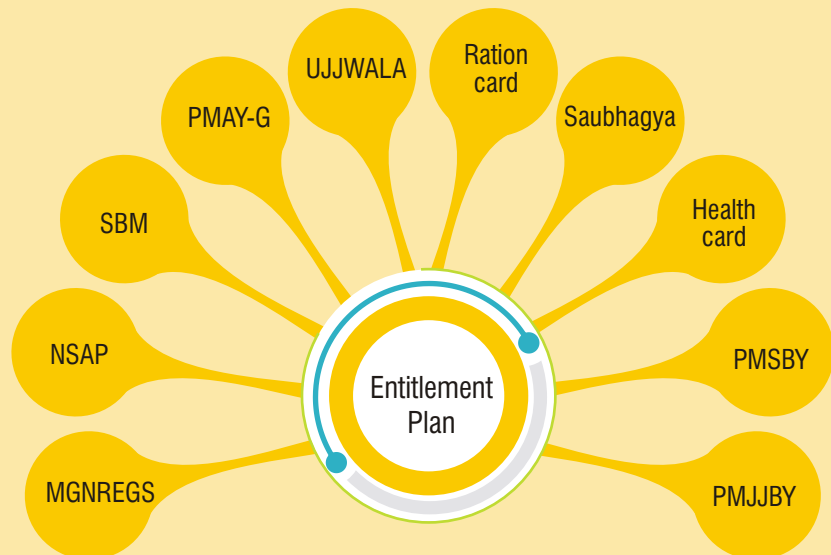 UJJWALA
Ration
card
PMAY-G
Saubhagya
SBM
Health
card
NSAP
PMSBY
Entitlement
Plan
MGNREGS
PMJJBY